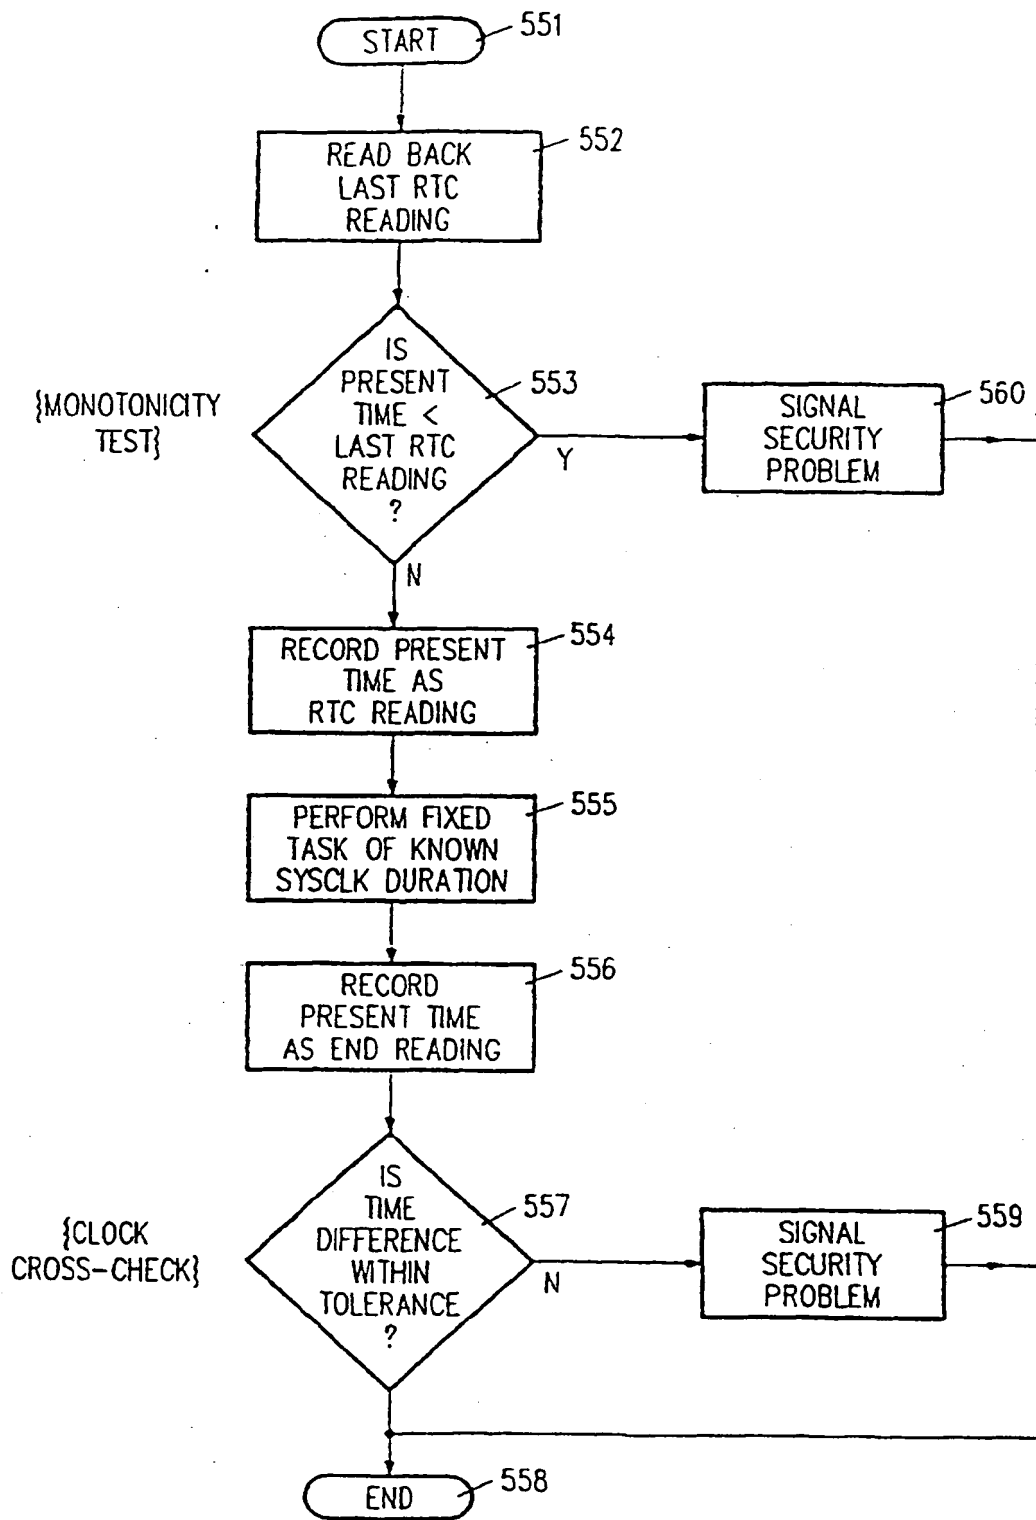 START
551
READ BACK
LAST RTC
READING
552
{MONOTONICITY
TEST}
IS
PRESENT
TIME <
LAST RTC
READING
?
553
Y
SIGNAL
SECURITY
PROBLEM
560
N
RECORD PRESENT
TIME AS
RTC READING
554
PERFORM FIXED
TASK OF KNOWN
SYSCLK DURATION
555
RECORD
PRESENT TIME
AS END READING
556
{CLOCK
CROSS-CHECK}
IS
TIME
DIFFERENCE
WITHIN
TOLERANCE
?
557
N
SIGNAL
SECURITY
PROBLEM
559
END
558